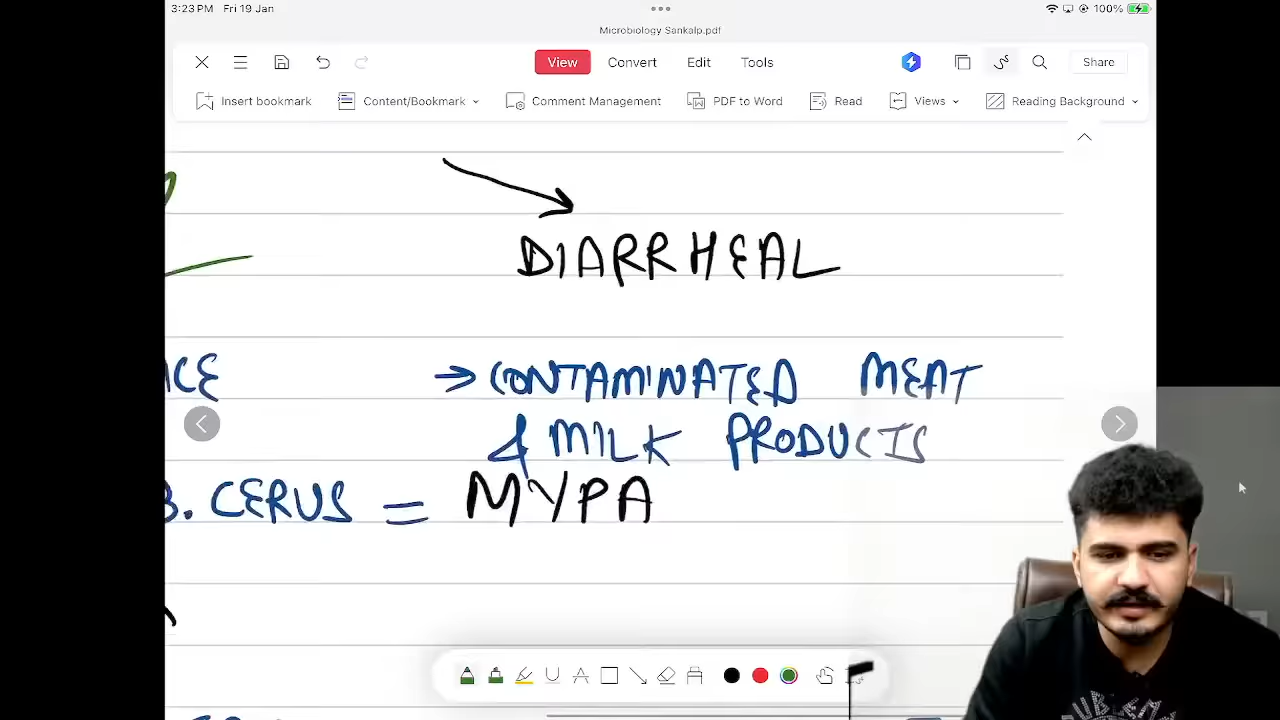 3:23 PM Fri 19 Jan
100%
Microbiology Sankalp.pdf
View Convert Edit Tools
Share
Insert bookmark Content/Bookmark Comment Management PDF to Word Read Views Reading Background
DIARRHEAL
ICE → CONTAMINATED MEAT
& MILK PRODUCTS
B. CERUS = MYPA